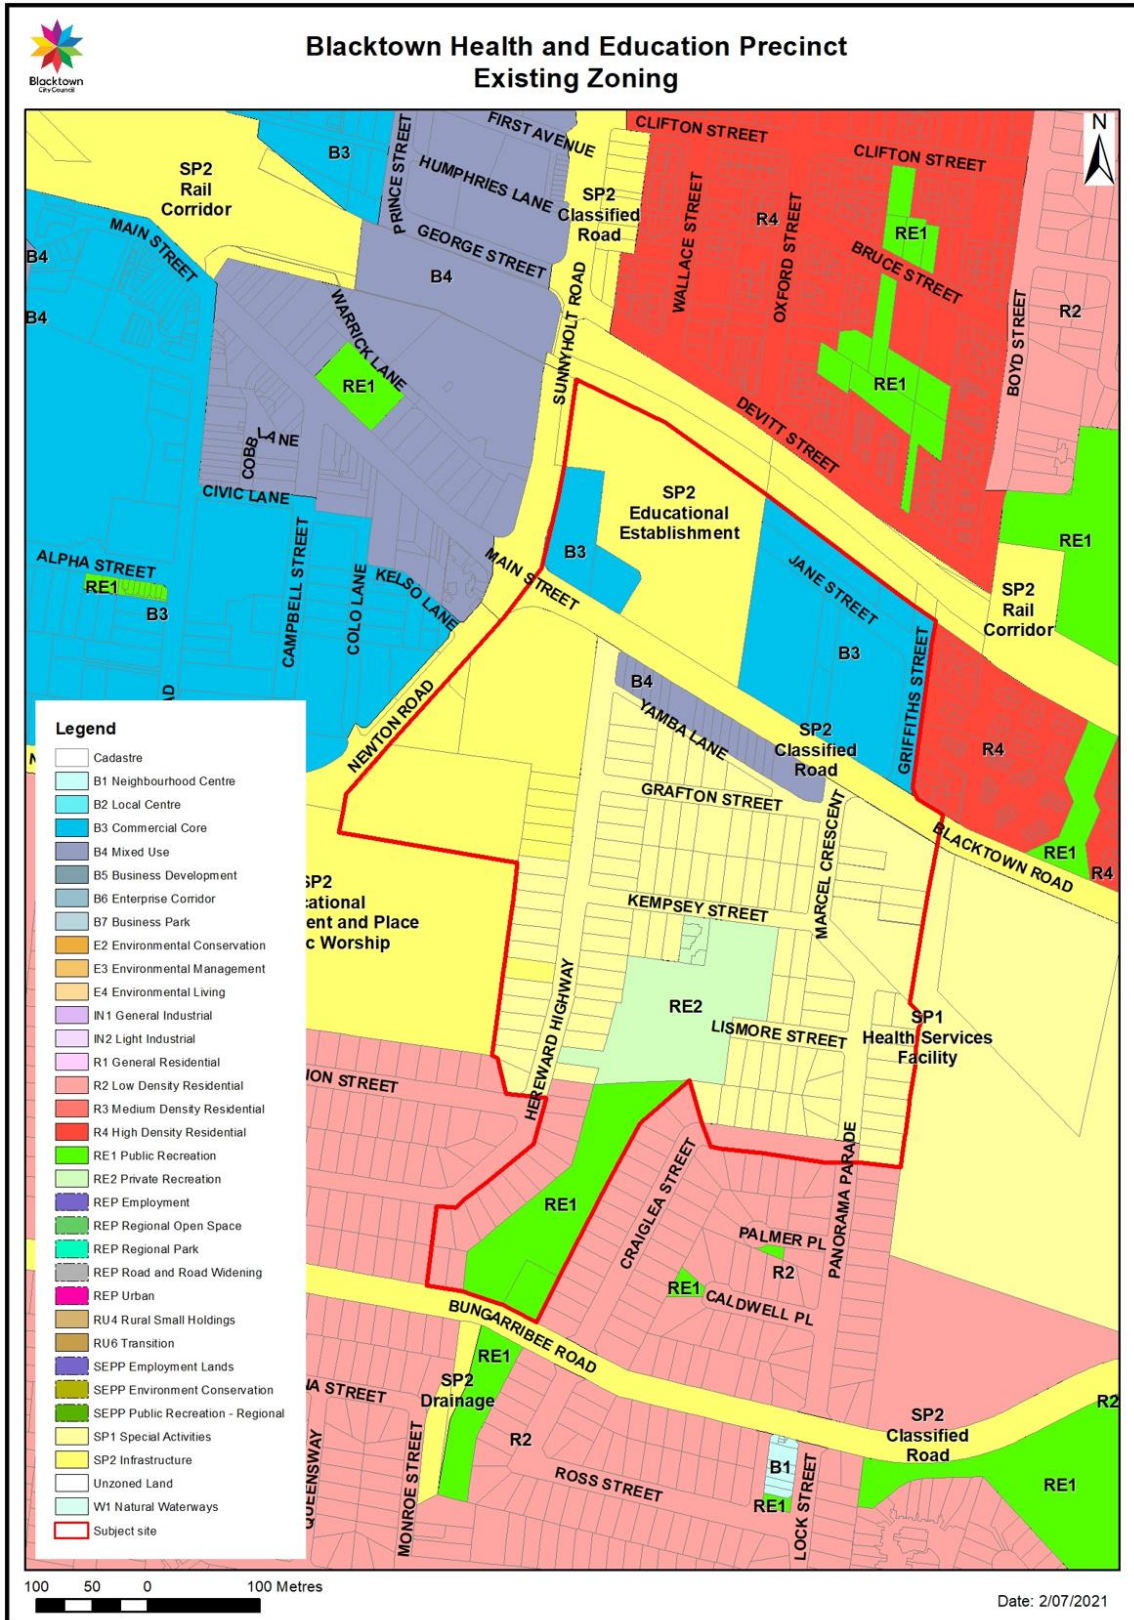 Blacktown
City Council
Blacktown Health and Education Precinct
Existing Zoning
N
FIRST AVENUE
CLIFTON STREET
CLIFTON STREET
B3
PRINCE STREET
HUMPHRIES LANE
SP2
Rail
Corridor
SP2
Classified
Road
WALLACE STREET
R4
OXFORD STREET
RE1
BRUCE STREET
MAIN STREET
GEORGE STREET
B4
B4
B4
WARRICK LANE
SUNNYHOLT ROAD
BOYD STREET
R2
RE1
RE1
DEVITT STREET
COBB
LANE
CIVIC LANE
SP2
Educational
Establishment
RE1
ALPHA STREET
RE1
B3
CAMPBELL STREET
COLO LANE
KELSO LANE
MAIN STREET
B3
JANE STREET
B3
GRIFFITHS STREET
SP2
Rail
Corridor
AD
NEWTON ROAD
B4
YAMBA LANE
SP2
Classified
Road
R4
GRAFTON STREET
MARCEL CRESCENT
BLACKTOWN ROAD
RE1
R4
SP2
cational
ent and Place
c Worship
KEMPSEY STREET
HEREWARD HIGHWAY
RE2
LISMORE STREET
SP1
Health Services
Facility
ION STREET
CRAIGLEA STREET
PANORAMA PARADE
RE1
PALMER PL
R2
RE1
CALDWELL PL
BUNGARRIBEE ROAD
RE1
SP2
Drainage
NA STREET
QUEENSWAY
MONROE STREET
R2
ROSS STREET
B1
RE1
LOCK STREET
SP2
Classified
Road
R2
RE1
Legend
Cadastre
B1 Neighbourhood Centre
B2 Local Centre
B3 Commercial Core
B4 Mixed Use
B5 Business Development
B6 Enterprise Corridor
B7 Business Park
E2 Environmental Conservation
E3 Environmental Management
E4 Environmental Living
IN1 General Industrial
IN2 Light Industrial
R1 General Residential
R2 Low Density Residential
R3 Medium Density Residential
R4 High Density Residential
RE1 Public Recreation
RE2 Private Recreation
REP Employment
REP Regional Open Space
REP Regional Park
REP Road and Road Widening
REP Urban
RU4 Rural Small Holdings
RU6 Transition
SEPP Employment Lands
SEPP Environment Conservation
SEPP Public Recreation - Regional
SP1 Special Activities
SP2 Infrastructure
Unzoned Land
W1 Natural Waterways
Subject site
100 50 0 100 Metres
Date: 2/07/2021